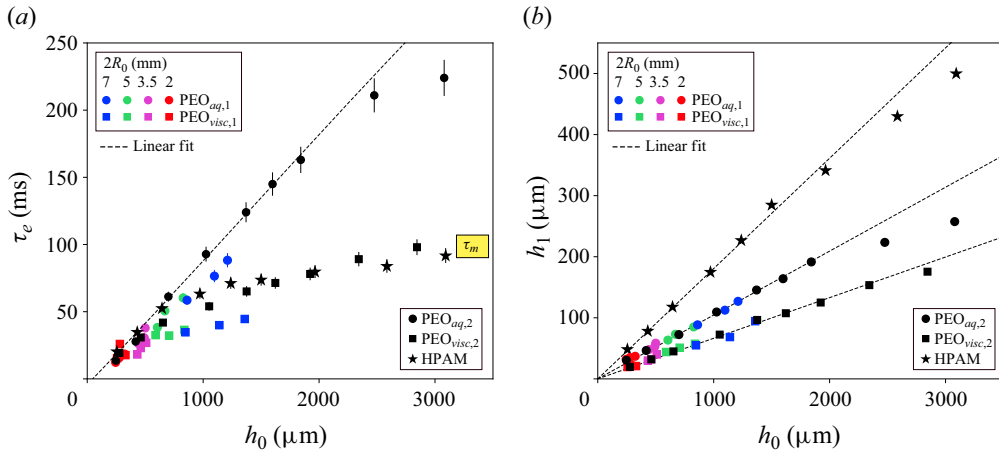 (a)
250
200
150
100
50
0
1000
2000
3000
τe (ms)
h0 (μm)
2R0 (mm)
7 5 3.5 2
PEOaq,1
PEOvisc,1
Linear fit
τm
PEOaq,2
PEOvisc,2
HPAM
(b)
500
400
300
200
100
0
1000
2000
3000
h1 (μm)
h0 (μm)
2R0 (mm)
7 5 3.5 2
PEOaq,1
PEOvisc,1
Linear fit
PEOaq,2
PEOvisc,2
HPAM